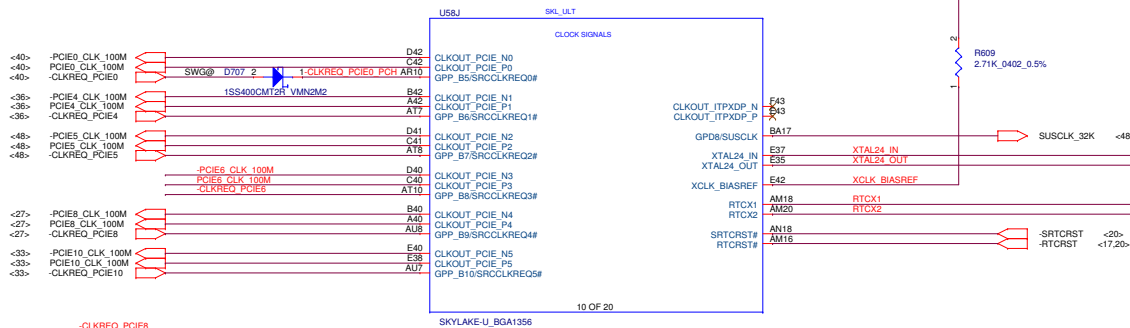 U58J
SKL_ULT
CLOCK SIGNALS
2
R609
2.71K_0402_0.5%
1
<40> -PCIE0_CLK_100M D42 CLKOUT_PCIE_N0
<40> PCIE0_CLK_100M C42 CLKOUT_PCIE_P0
<40> -CLKREQ_PCIE0 SWG@ D707 2 1 -CLKREQ_PCIE0_PCH AR10 GPP_B5/SRCCLKREQ0#
1SS400CMT2R_VMN2M2
<36> -PCIE4_CLK_100M B42 CLKOUT_PCIE_N1
<36> PCIE4_CLK_100M A42 CLKOUT_PCIE_P1
<36> -CLKREQ_PCIE4 AT7 GPP_B6/SRCCLKREQ1#
CLKOUT_ITPXDP_N F43
CLKOUT_ITPXDP_P E43
<48> -PCIE5_CLK_100M D41 CLKOUT_PCIE_N2
<48> PCIE5_CLK_100M C41 CLKOUT_PCIE_P2
<48> -CLKREQ_PCIE5 AT8 GPP_B7/SRCCLKREQ2#
GPD8/SUSCLK BA17 SUSCLK_32K <48
XTAL24_IN E37 XTAL24_IN
XTAL24_OUT E35 XTAL24_OUT
-PCIE6_CLK_100M D40 CLKOUT_PCIE_N3
PCIE6_CLK_100M C40 CLKOUT_PCIE_P3
-CLKREQ_PCIE6 AT10 GPP_B8/SRCCLKREQ3#
XCLK_BIASREF E42 XCLK_BIASREF
RTCX1 AM18 RTCX1
RTCX2 AM20 RTCX2
<27> -PCIE8_CLK_100M B40 CLKOUT_PCIE_N4
<27> PCIE8_CLK_100M A40 CLKOUT_PCIE_P4
<27> -CLKREQ_PCIE8 AU8 GPP_B9/SRCCLKREQ4#
SRTCRST# AN18 -SRTCRST <20>
RTCRST# AM16 -RTCRST <17,20>
<33> -PCIE10_CLK_100M E40 CLKOUT_PCIE_N5
<33> PCIE10_CLK_100M E38 CLKOUT_PCIE_P5
<33> -CLKREQ_PCIE10 AU7 GPP_B10/SRCCLKREQ5#
10 OF 20
SKYLAKE-U_BGA1356
-CLKREQ_PCIE8